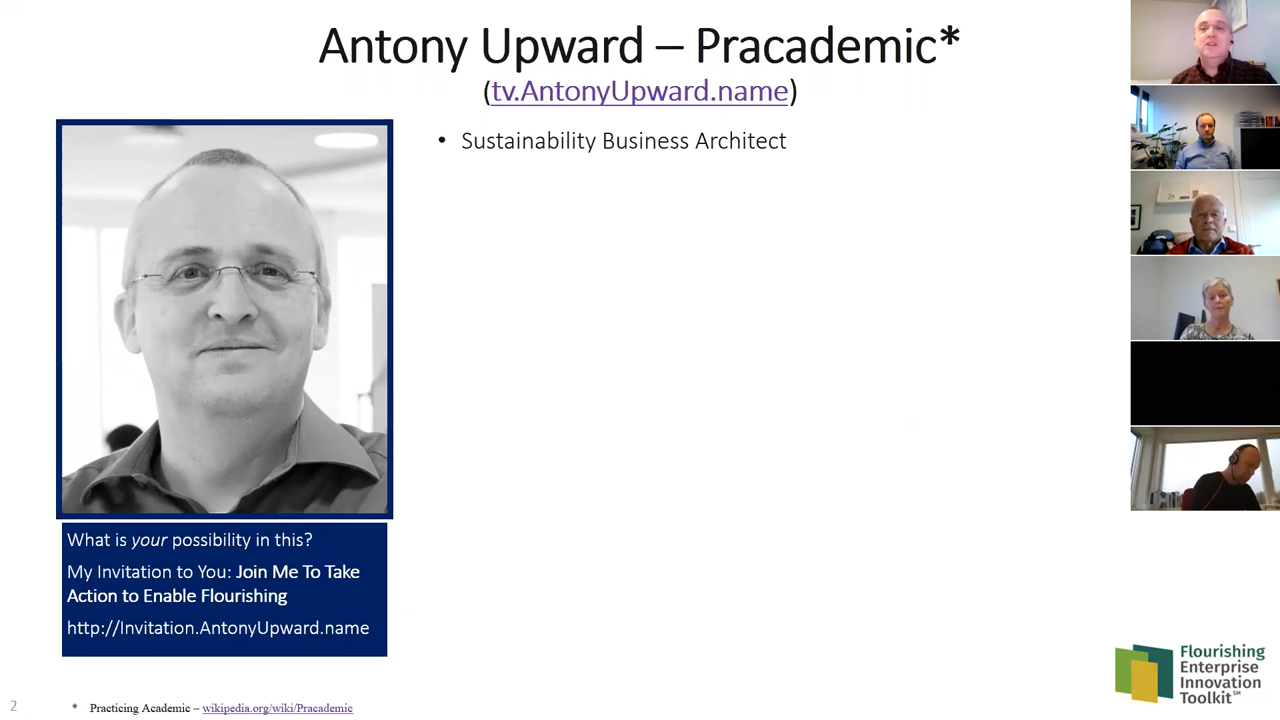 Antony Upward – Pracademic*
(tv.AntonyUpward.name)
• Sustainability Business Architect
What is your possibility in this?
My Invitation to You: Join Me To Take
Action to Enable Flourishing
http://Invitation.AntonyUpward.name
Flourishing
Enterprise
Innovation
Toolkit℠
2
* Practicing Academic – wikipedia.org/wiki/Pracademic